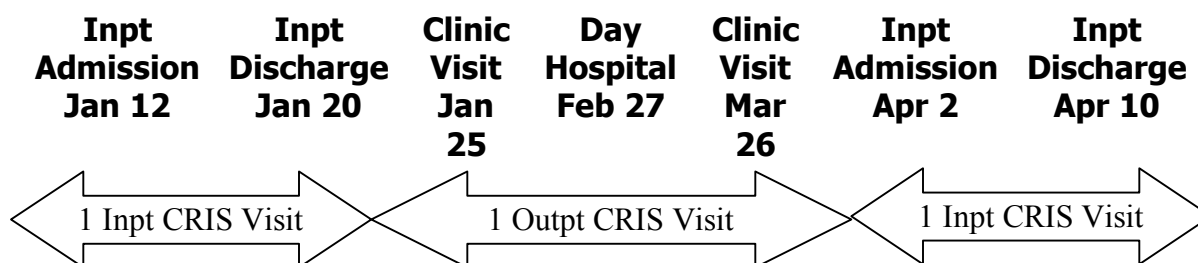 Inpt Admission Jan 12
Inpt Discharge Jan 20
Clinic Visit Jan 25
Day Hospital Feb 27
Clinic Visit Mar 26
Inpt Admission Apr 2
Inpt Discharge Apr 10
1 Inpt CRIS Visit
1 Outpt CRIS Visit
1 Inpt CRIS Visit